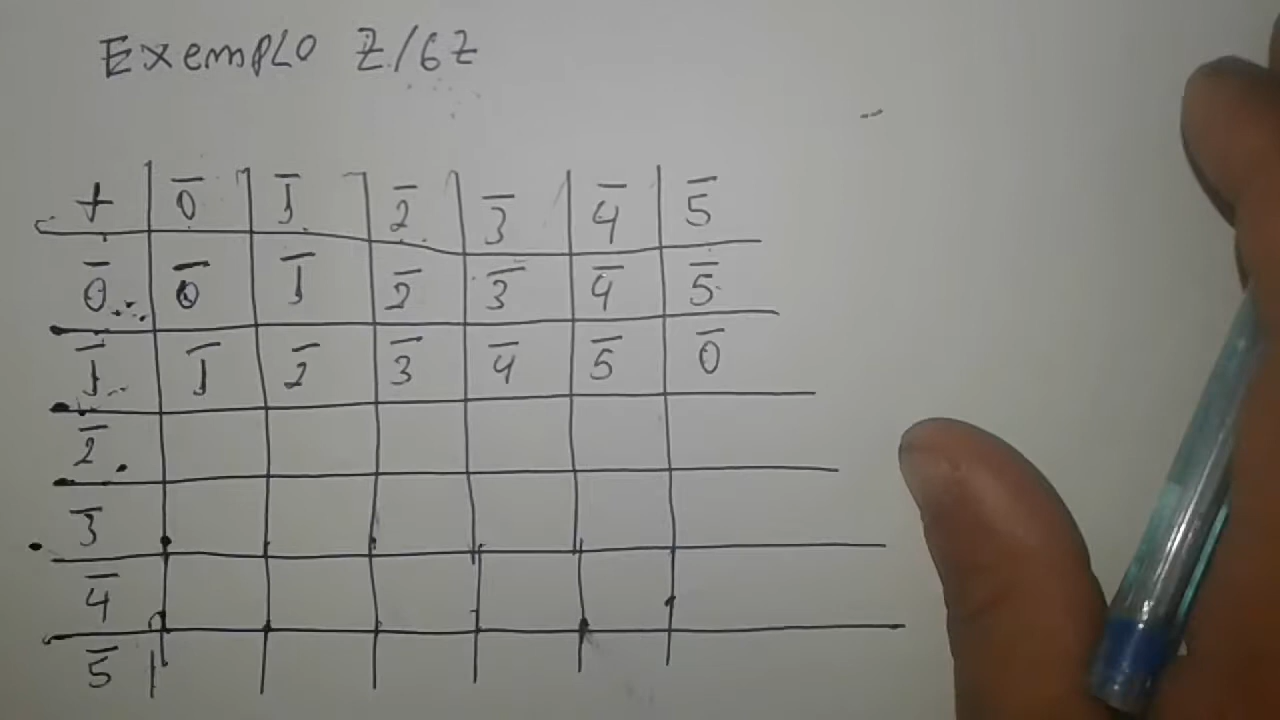 Exemplo Z/6Z
+ 0̅ 1̅ 2̅ 3̅ 4̅ 5̅
0̅ 0̅ 1̅ 2̅ 3̅ 4̅ 5̅
1̅ 1̅ 2̅ 3̅ 4̅ 5̅ 0̅
2̅
3̅
4̅
5̅